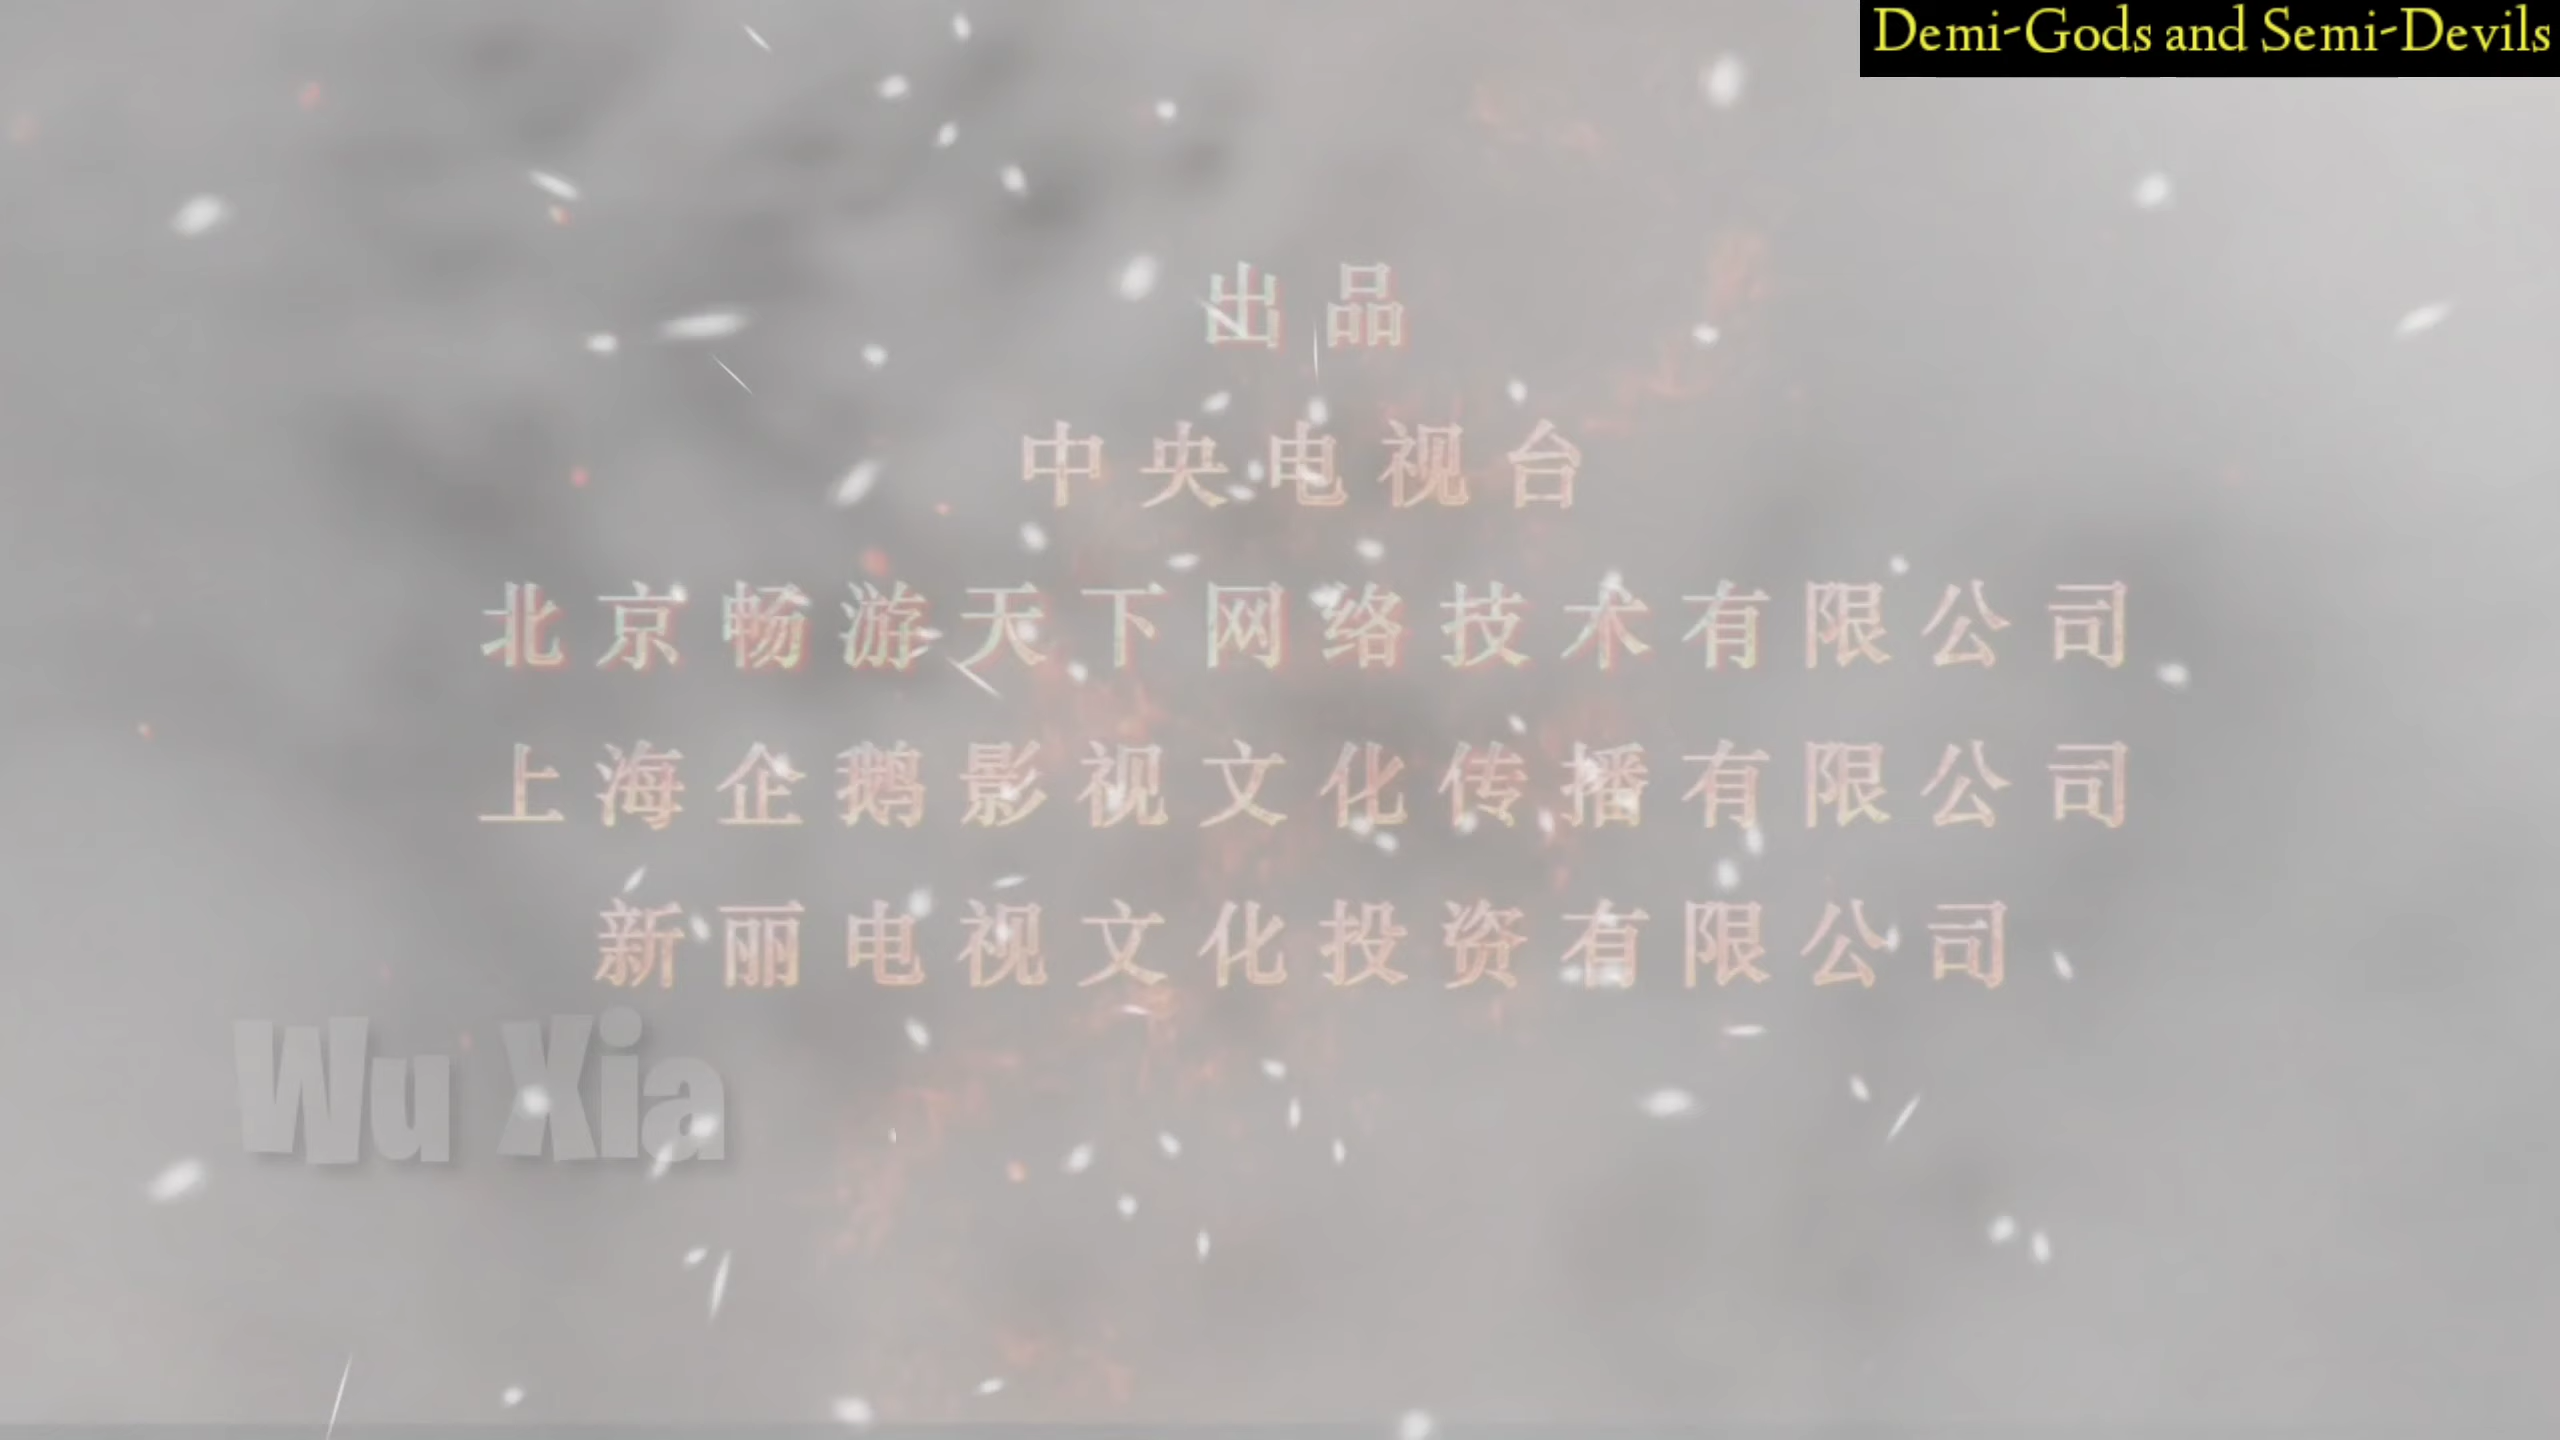 Demi-Gods and Semi-Devils
出品
中央电视台
北京畅游天下网络技术有限公司
上海企鹅影视文化传播有限公司
新丽电视文化投资有限公司
Wu Xia